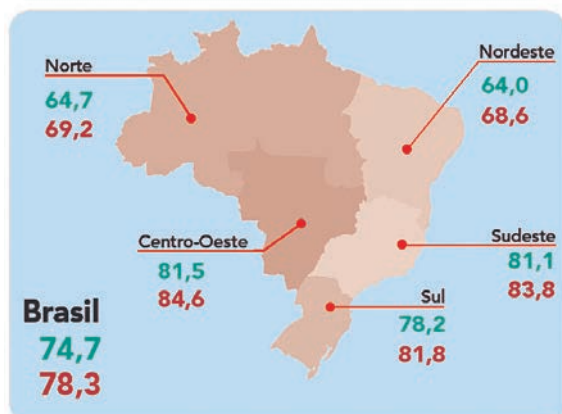 Norte
64,7
69,2
Nordeste
64,0
68,6
Centro-Oeste
81,5
84,6
Sudeste
81,1
83,8
Sul
78,2
81,8
Brasil
74,7
78,3